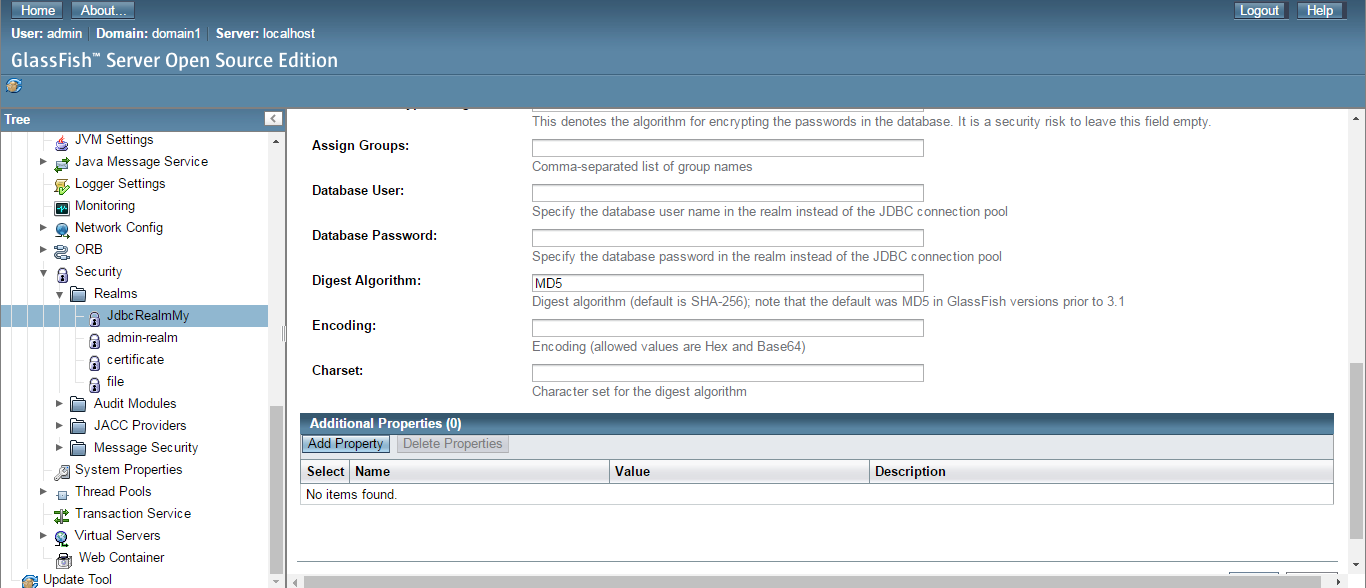 Home About... Logout Help
User: admin Domain: domain1 Server: localhost
GlassFish™ Server Open Source Edition
Tree
JVM Settings
Java Message Service
Logger Settings
Monitoring
Network Config
ORB
Security
Realms
JdbcRealmMy
admin-realm
certificate
file
Audit Modules
JACC Providers
Message Security
System Properties
Thread Pools
Transaction Service
Virtual Servers
Web Container
Update Tool
This denotes the algorithm for encrypting the passwords in the database. It is a security risk to leave this field empty.
Assign Groups:
Comma-separated list of group names
Database User:
Specify the database user name in the realm instead of the JDBC connection pool
Database Password:
Specify the database password in the realm instead of the JDBC connection pool
Digest Algorithm: MD5
Digest algorithm (default is SHA-256); note that the default was MD5 in GlassFish versions prior to 3.1
Encoding:
Encoding (allowed values are Hex and Base64)
Charset:
Character set for the digest algorithm
Additional Properties (0)
Add Property Delete Properties
Select Name Value Description
No items found.